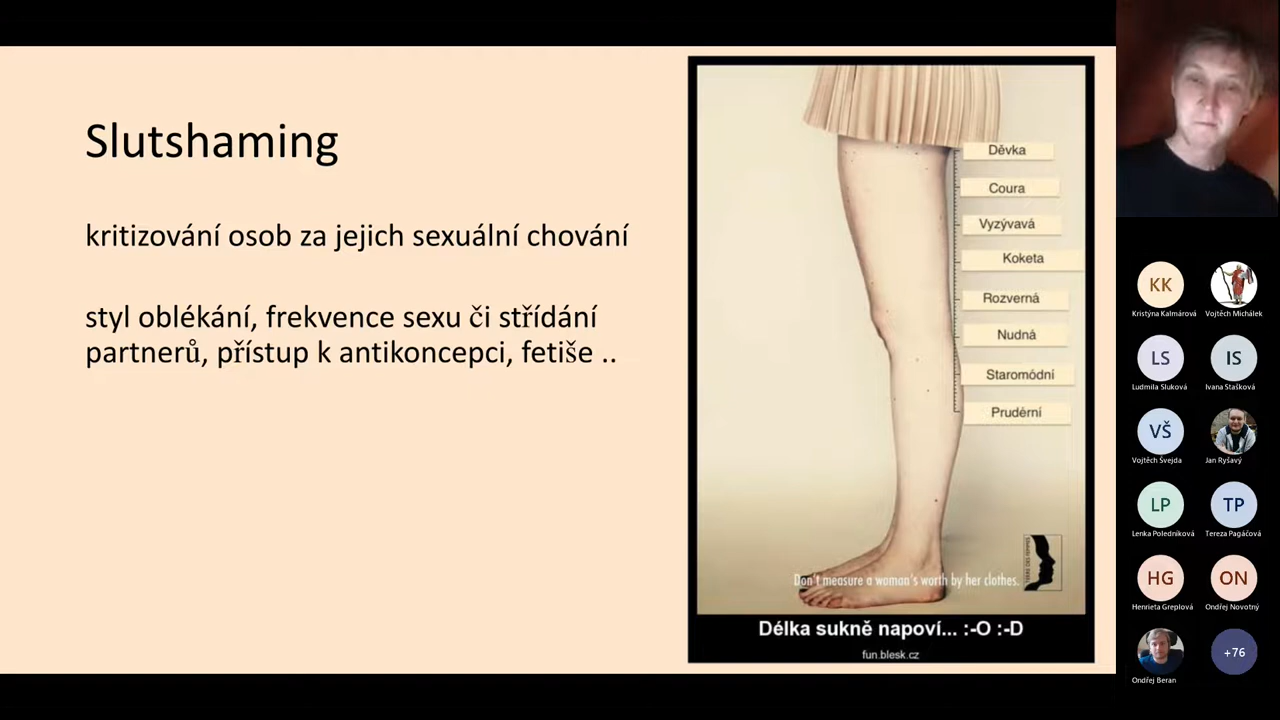 Slutshaming
kritizování osob za jejich sexuální chování
styl oblékání, frekvence sexu či střídání
partnerů, přístup k antikoncepci, fetiše ..
Děvka
Coura
Vyzývavá
Koketa
Rozverná
Nudná
Staromódní
Prudérní
Don't measure a woman's worth by her clothes.
Délka sukně napoví... :-O :-D
fun.blesk.cz
KK
Kristýna Kalmárová
Vojtěch Michálek
LS
IS
Ludmila Sluková
Ivana Stašková
VŠ
Vojtěch Švejda
Jan Ryšavý
LP
TP
Lenka Poledníková
Tereza Pagáčová
HG
ON
Henrieta Greplová
Ondřej Novotný
+76
Ondřej Beran